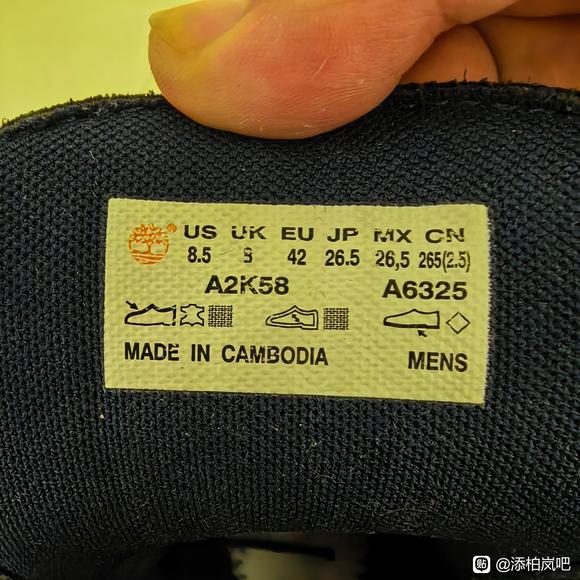 ® US UK EU JP MX CN
8.5 8 42 26.5 26,5 265(2.5)
A2K58 A6325
MADE IN CAMBODIA MENS
贴 @添柏岚吧